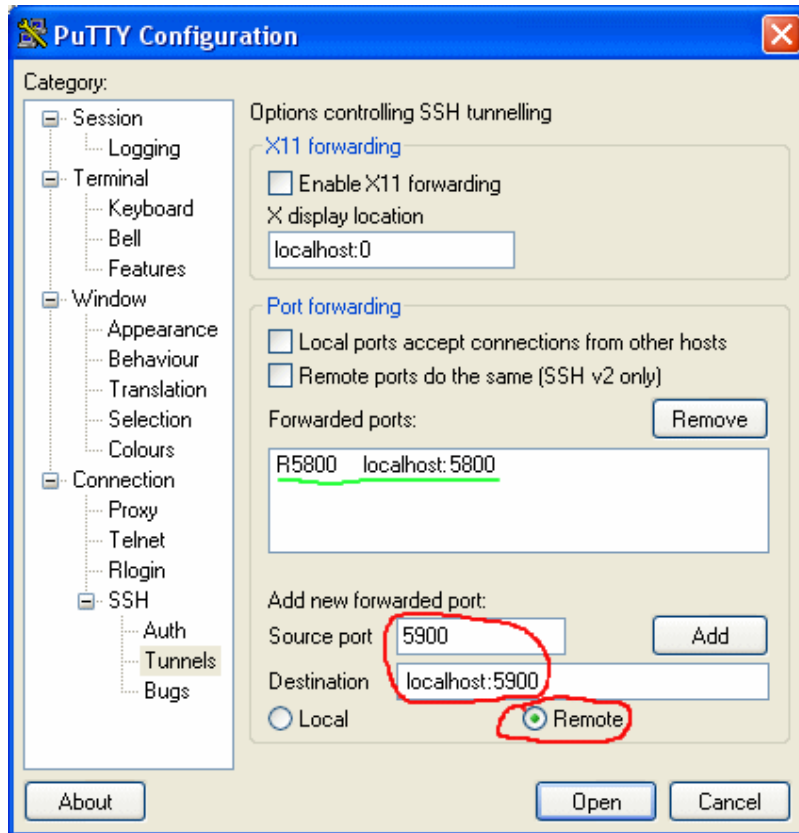 PuTTY Configuration
Category:
Session
Logging
Terminal
Keyboard
Bell
Features
Window
Appearance
Behaviour
Translation
Selection
Colours
Connection
Proxy
Telnet
Rlogin
SSH
Auth
Tunnels
Bugs
Options controlling SSH tunnelling
X11 forwarding
Enable X11 forwarding
X display location
localhost:0
Port forwarding
Local ports accept connections from other hosts
Remote ports do the same (SSH v2 only)
Forwarded ports:
Remove
R5800 localhost:5800
Add new forwarded port:
Source port 5900 Add
Destination localhost:5900
Local Remote
About Open Cancel